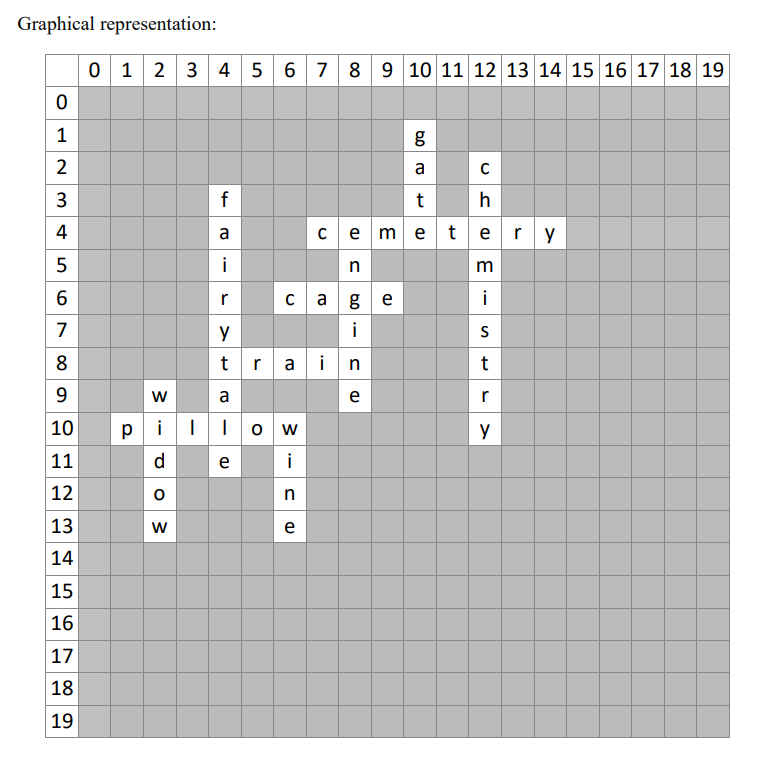 Graphical representation:
0 1 2 3 4 5 6 7 8 9 10 11 12 13 14 15 16 17 18 19
0
1 g
2 a c
3 f t h
4 a c e m e t e r y
5 i n m
6 r c a g e i
7 y i s
8 t r a i n t
9 w a e r
10 p i l l o w y
11 d e i
12 o n
13 w e
14
15
16
17
18
19